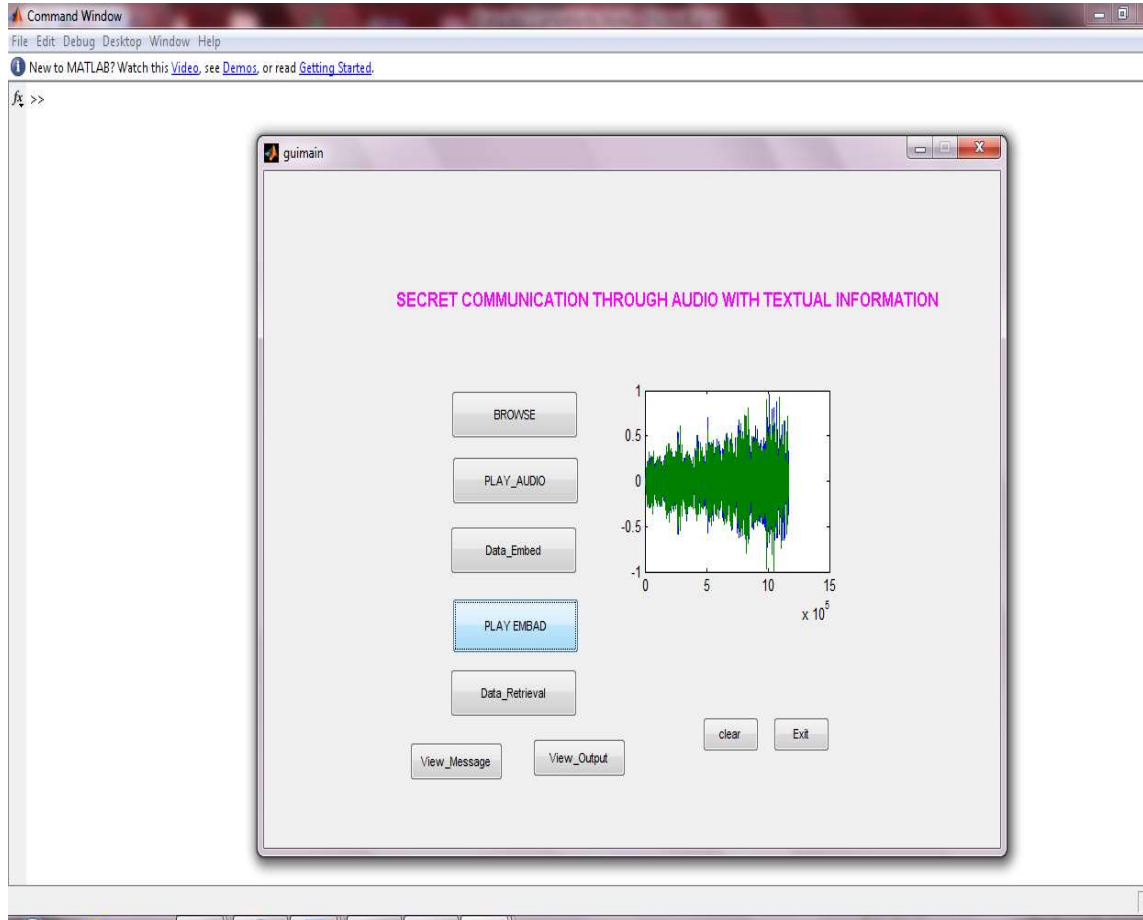 Command Window
File Edit Debug Desktop Window Help
New to MATLAB? Watch this Video, see Demos, or read Getting Started.
fx >>
guimain
SECRET COMMUNICATION THROUGH AUDIO WITH TEXTUAL INFORMATION
BROWSE
PLAY_AUDIO
Data_Embed
PLAY EMBAD
Data_Retrieval
View_Message
View_Output
1
0.5
0
-0.5
-1
0 5 10 15
x 10^5
clear
Exit